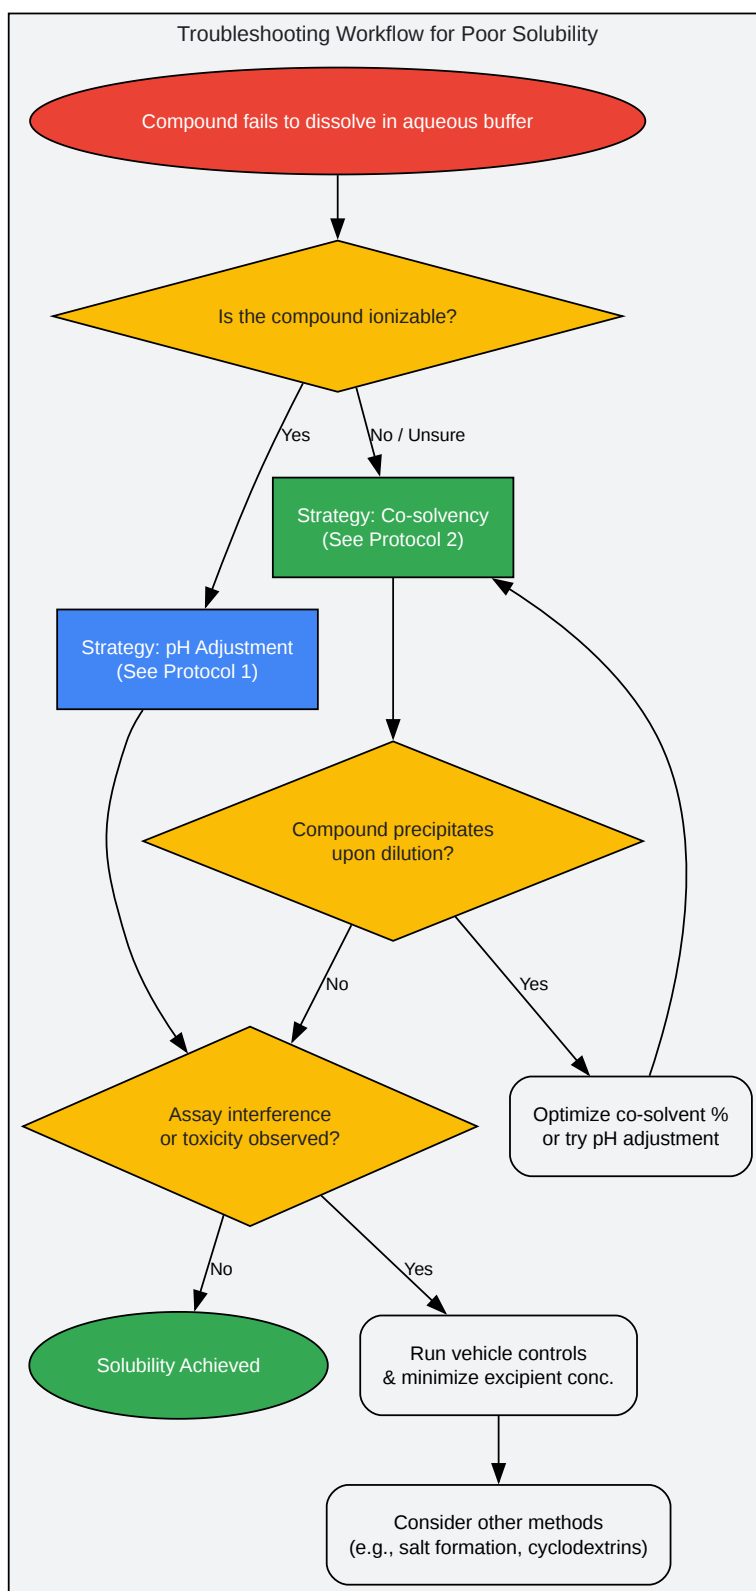 Troubleshooting Workflow for Poor Solubility
Compound fails to dissolve in aqueous buffer
Is the compound ionizable?
Yes
No / Unsure
Strategy: Co-solvency
(See Protocol 2)
Strategy: pH Adjustment
(See Protocol 1)
Compound precipitates
upon dilution?
No
Yes
Assay interference
or toxicity observed?
Optimize co-solvent %
or try pH adjustment
No
Yes
Solubility Achieved
Run vehicle controls
& minimize excipient conc.
Consider other methods
(e.g., salt formation, cyclodextrins)